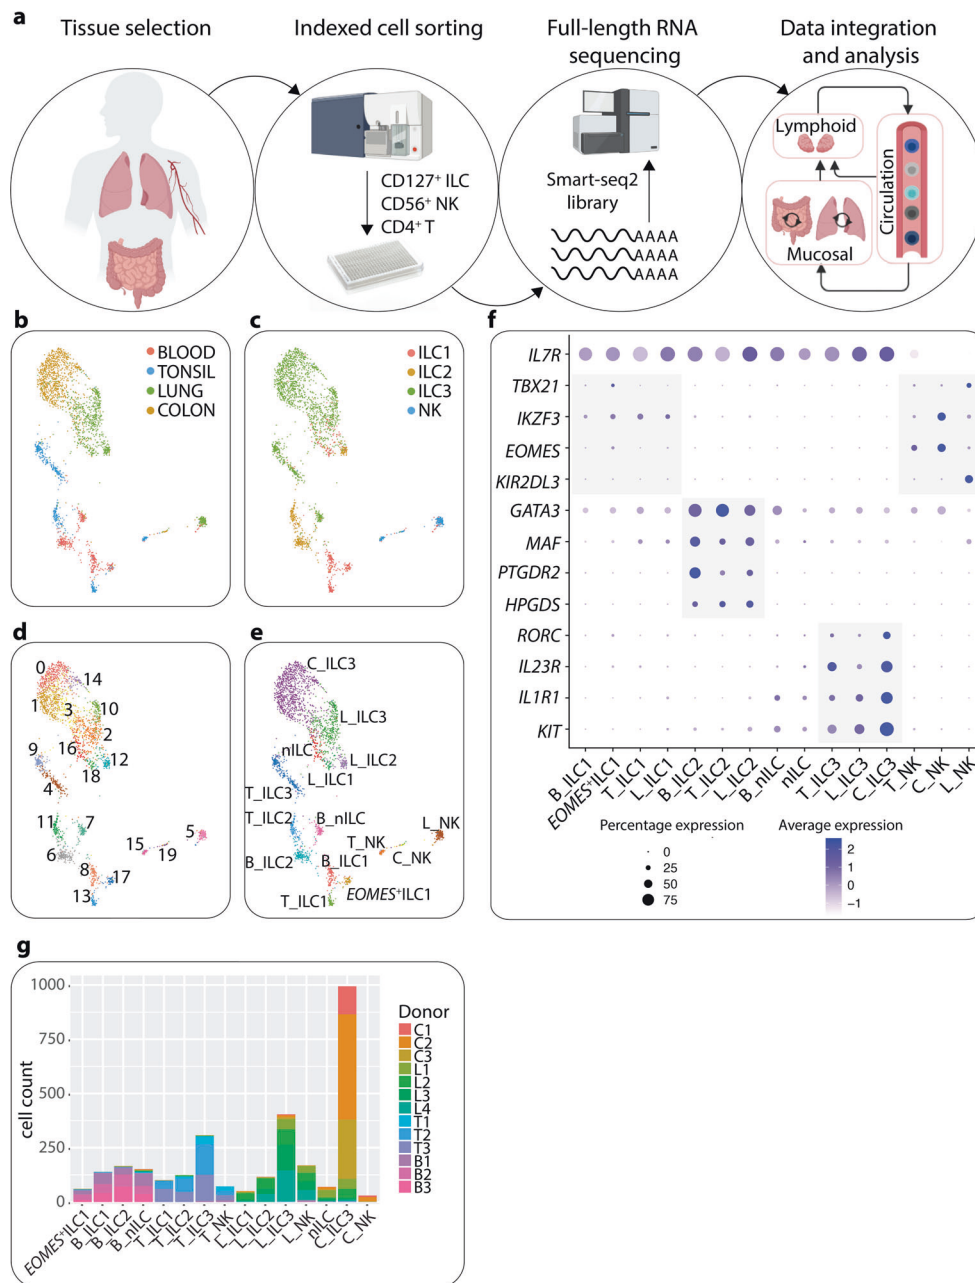 a
Tissue selection
Indexed cell sorting
Full-length RNA
sequencing
Data integration
and analysis
CD127⁺ ILC
CD56⁺ NK
CD4⁺ T
Smart-seq2
library
AAAA
AAAA
AAAA
Lymphoid
Circulation
Mucosal
b
BLOOD
TONSIL
LUNG
COLON
c
ILC1
ILC2
ILC3
NK
d
0
14
1
3
10
2
16
9
12
18
4
11
7
5
15
6
19
8
17
13
e
C_ILC3
L_ILC3
nILC
L_ILC2
L_ILC1
T_ILC3
T_ILC2
B_nILC
L_NK
T_NK
B_ILC2
B_ILC1
C_NK
EOMES⁺ILC1
T_ILC1
f
IL7R
TBX21
IKZF3
EOMES
KIR2DL3
GATA3
MAF
PTGDR2
HPGDS
RORC
IL23R
IL1R1
KIT
B_ILC1
EOMES⁺ILC1
T_ILC1
L_ILC1
B_ILC2
T_ILC2
L_ILC2
B_nILC
nILC
T_ILC3
L_ILC3
C_ILC3
T_NK
C_NK
L_NK
Percentage expression
0
25
50
75
Average expression
2
1
0
−1
g
1000
750
500
250
0
cell count
EOMES⁺ILC1
B_ILC1
B_ILC2
B_nILC
T_ILC1
T_ILC2
T_ILC3
T_NK
L_ILC1
L_ILC2
L_ILC3
L_NK
nILC
C_ILC3
C_NK
Donor
C1
C2
C3
L1
L2
L3
L4
T1
T2
T3
B1
B2
B3